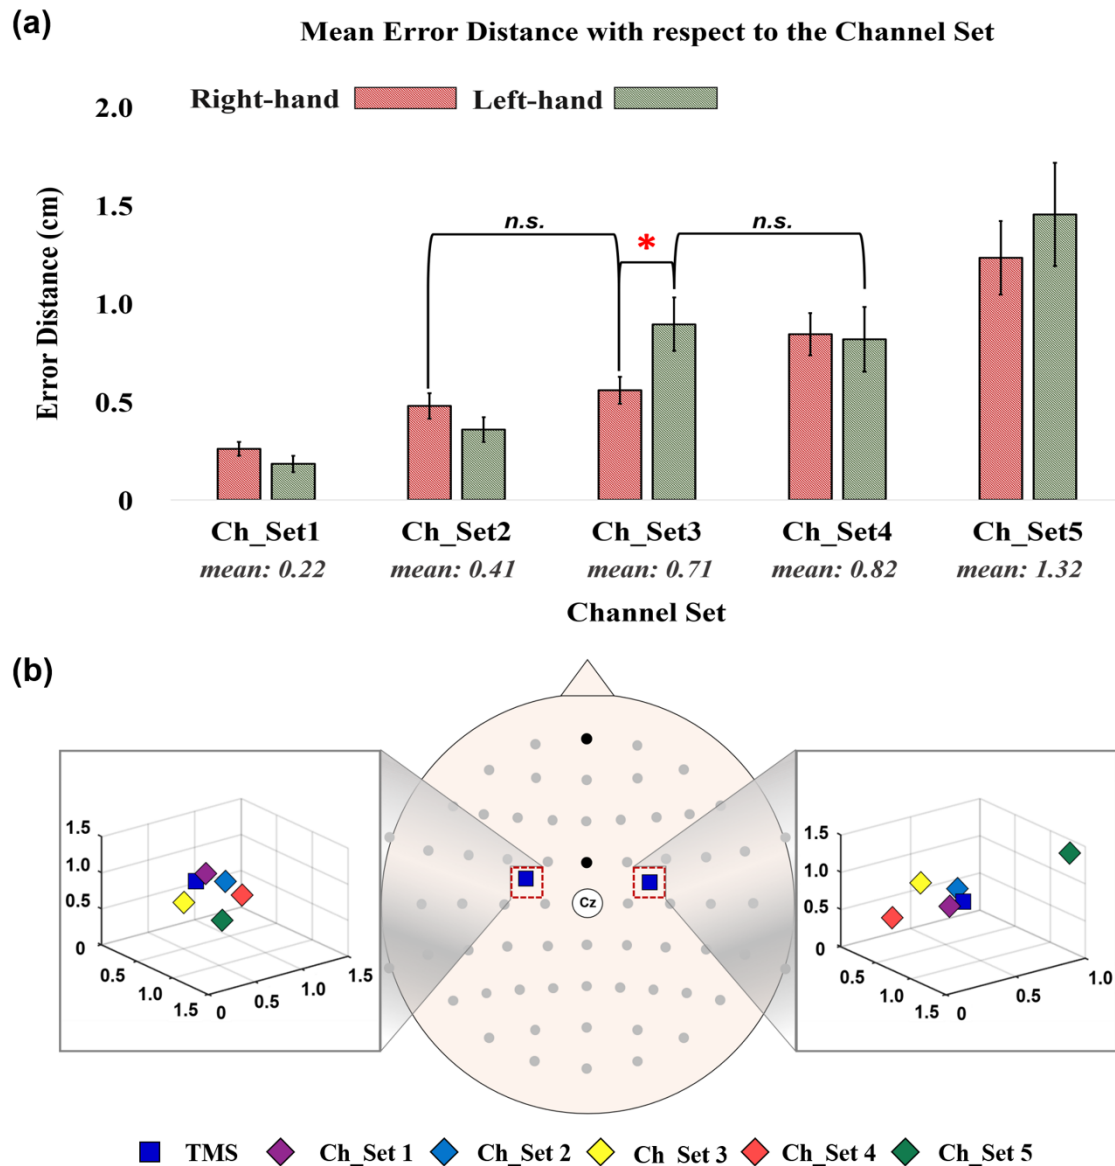 (a)
Mean Error Distance with respect to the Channel Set
Right-hand Left-hand
Error Distance (cm)
2.0
1.5
1.0
0.5
0
n.s.
*
n.s.
Ch_Set1 Ch_Set2 Ch_Set3 Ch_Set4 Ch_Set5
mean: 0.22 mean: 0.41 mean: 0.71 mean: 0.82 mean: 1.32
Channel Set
(b)
1.5
1.0
0.5
0
0.5
1.0
1.5
0
0.5
1.0
1.5
Cz
1.5
1.0
0.5
0
0.5
1.0
1.5
0
0.5
1.0
TMS Ch_Set 1 Ch_Set 2 Ch_Set 3 Ch_Set 4 Ch_Set 5